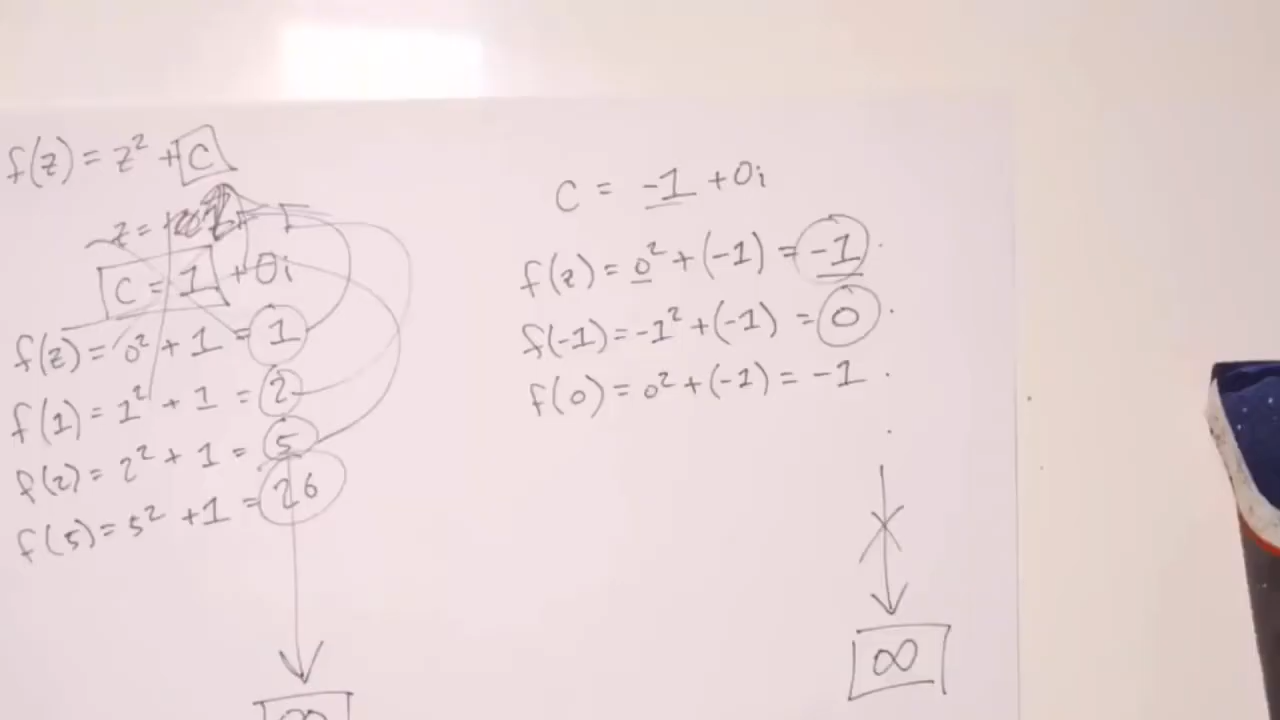 f(z) = z² + c
z =
c = 1 + 0i
f(z) = 0² + 1 = 1
f(1) = 1² + 1 = 2
f(2) = 2² + 1 = 5
f(5) = 5² + 1 = 26
∞
c = -1 + 0i
f(z) = 0² + (-1) = -1
f(-1) = -1² + (-1) = 0
f(0) = 0² + (-1) = -1
∞